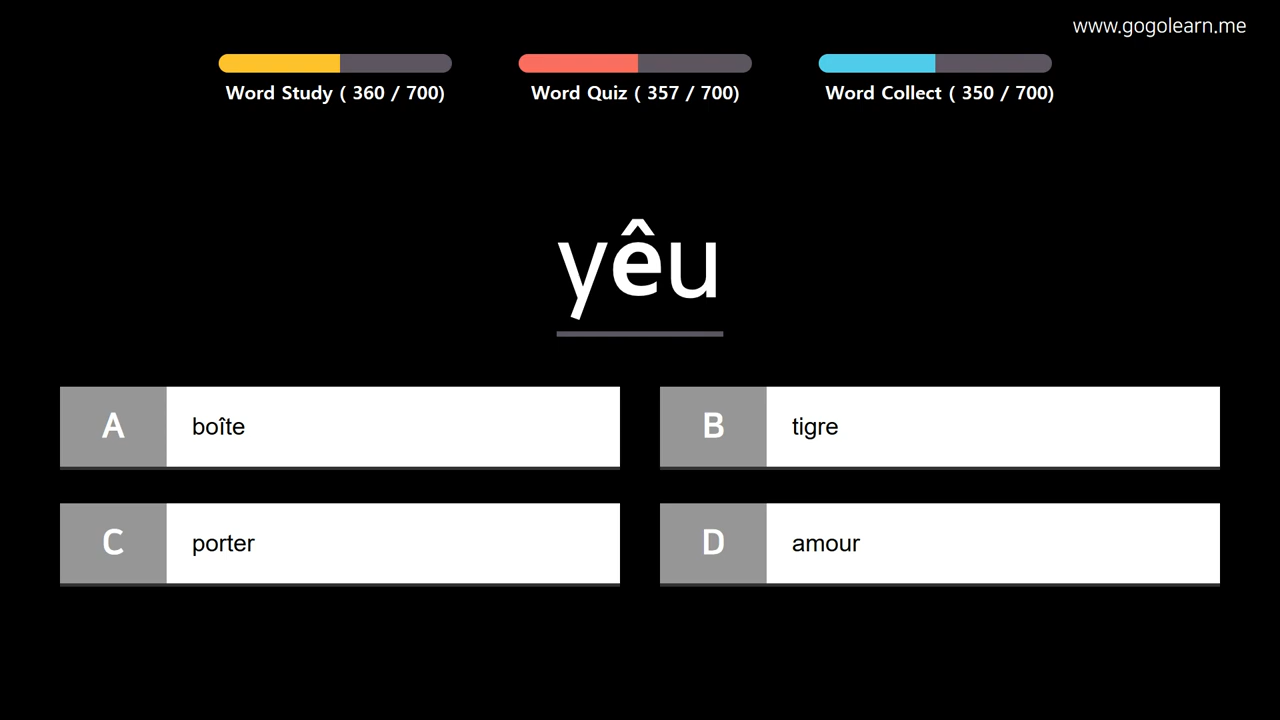 www.gogolearn.me
Word Study ( 360 / 700)
Word Quiz ( 357 / 700)
Word Collect ( 350 / 700)
yêu
A boîte
B tigre
C porter
D amour